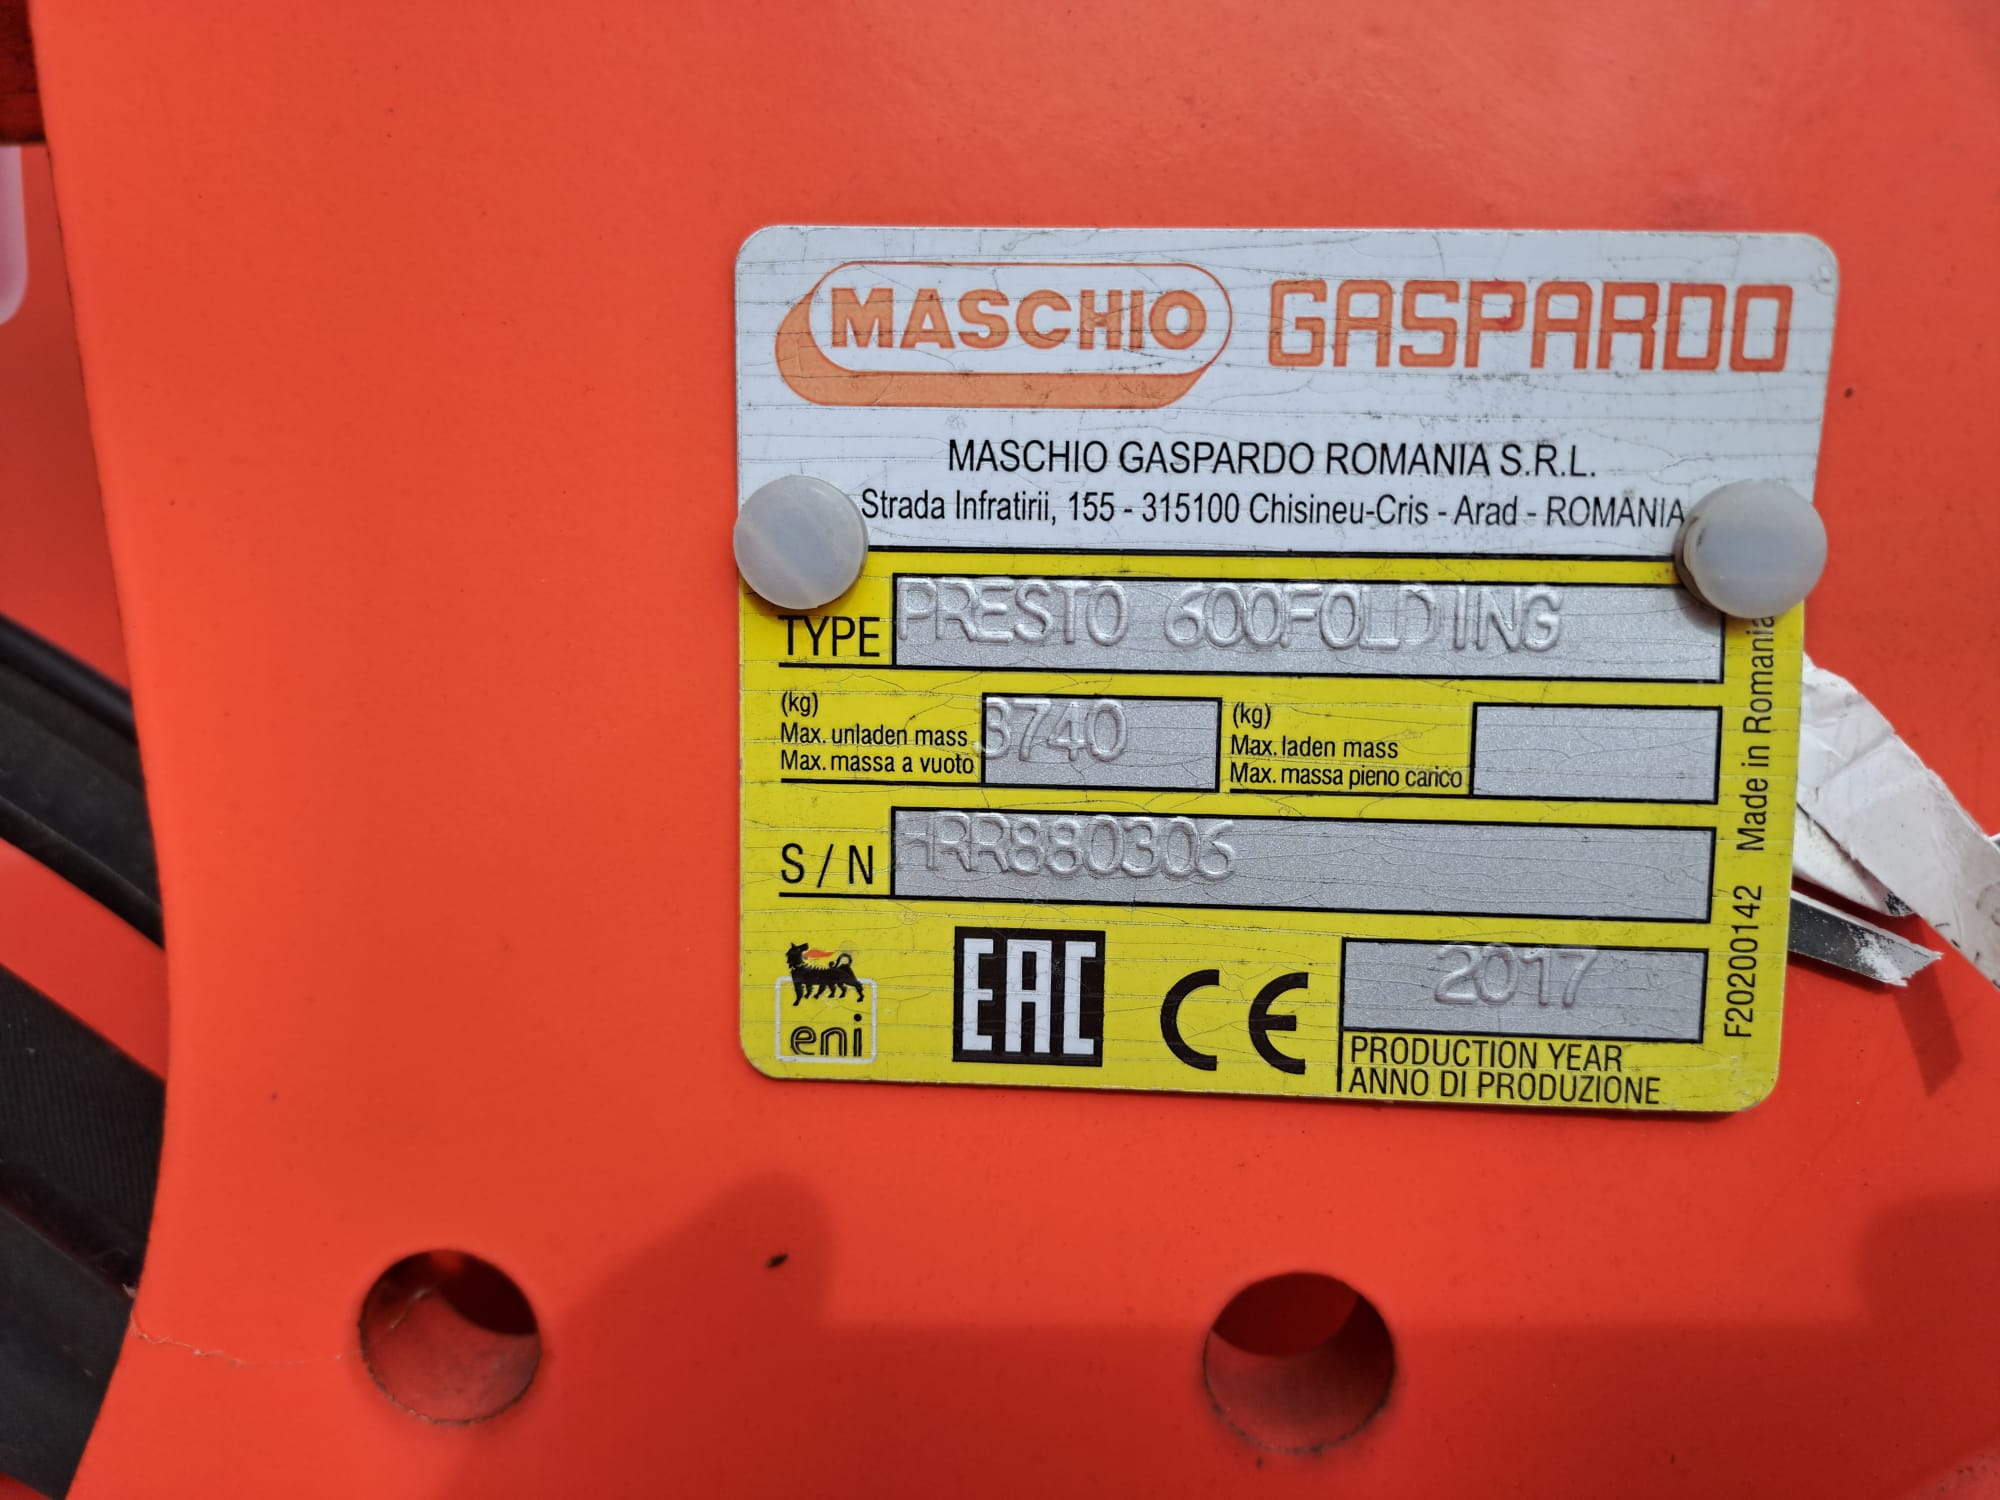 MASCHIO GASPARDO
MASCHIO GASPARDO ROMANIA S.R.L.
Strada Infratirii, 155 - 315100 Chisineu-Cris - Arad - ROMANIA
TYPE PRESTO 600FOLDING
(kg)
Max. unladen mass
Max. massa a vuoto
3740
(kg)
Max. laden mass
Max. massa pieno carico
S / N
eni
EAC
CE
2017
PRODUCTION YEAR
ANNO DI PRODUZIONE
F20200142 Made in Romania